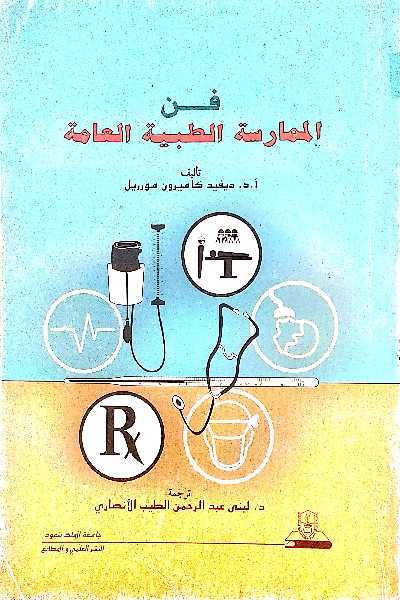 فن
الممارسة الطبية العامة
تأليف
أ.د. ديفيد كاميرون موريل
Rx
ترجمة
د. لبنى عبد الرحمن الطيب الأنصاري
جامعة الملك سعود
النشر العلمي و المطابع